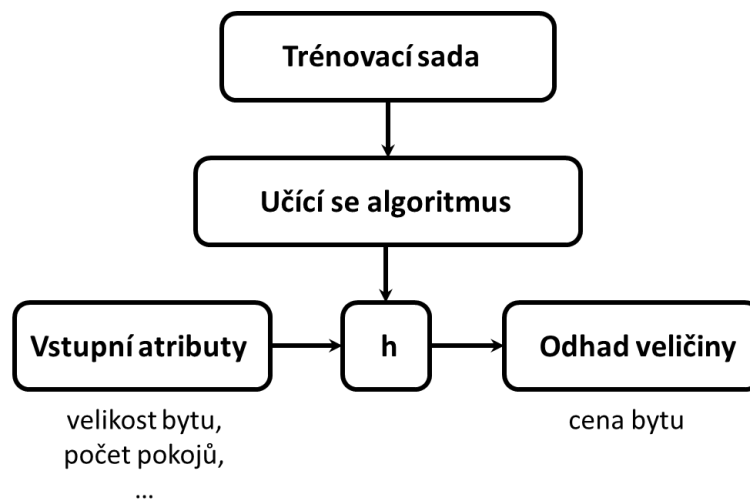 Trénovací sada
Učící se algoritmus
Vstupní atributy
h
Odhad veličiny
velikost bytu,
počet pokojů,
...
cena bytu